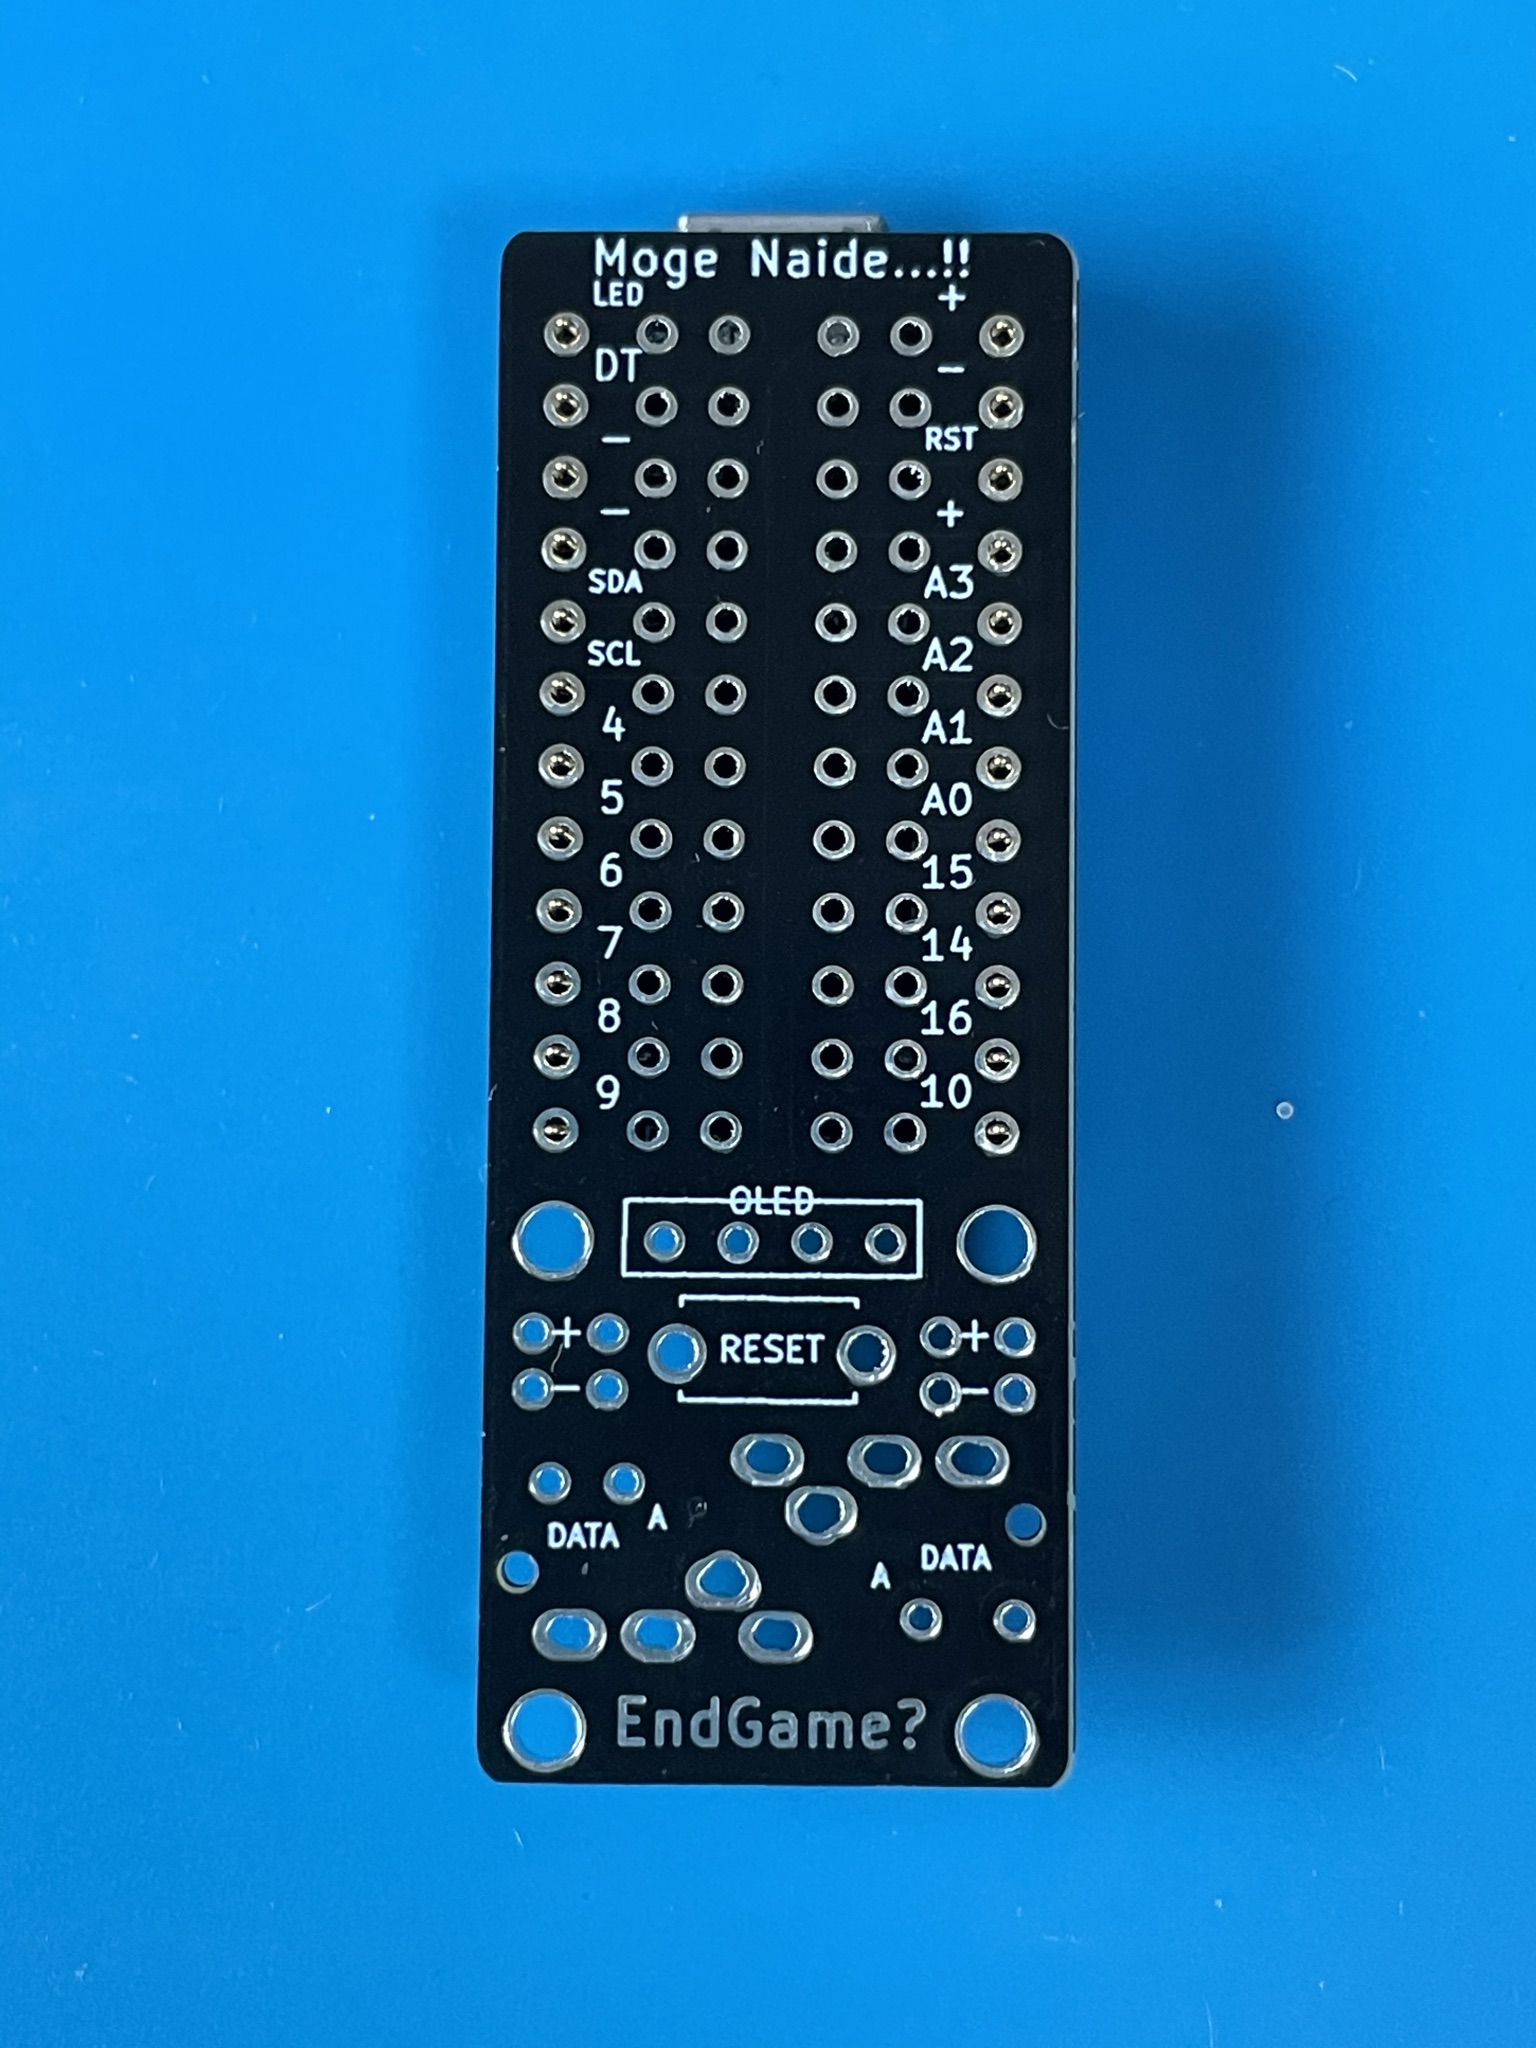 Moge Naide...!!
LED +
DT -
- RST
- +
SDA A3
SCL A2
4 A1
5 A0
6 15
7 14
8 16
9 10
OLED
+ RESET +
- -
DATA A
A DATA
EndGame?